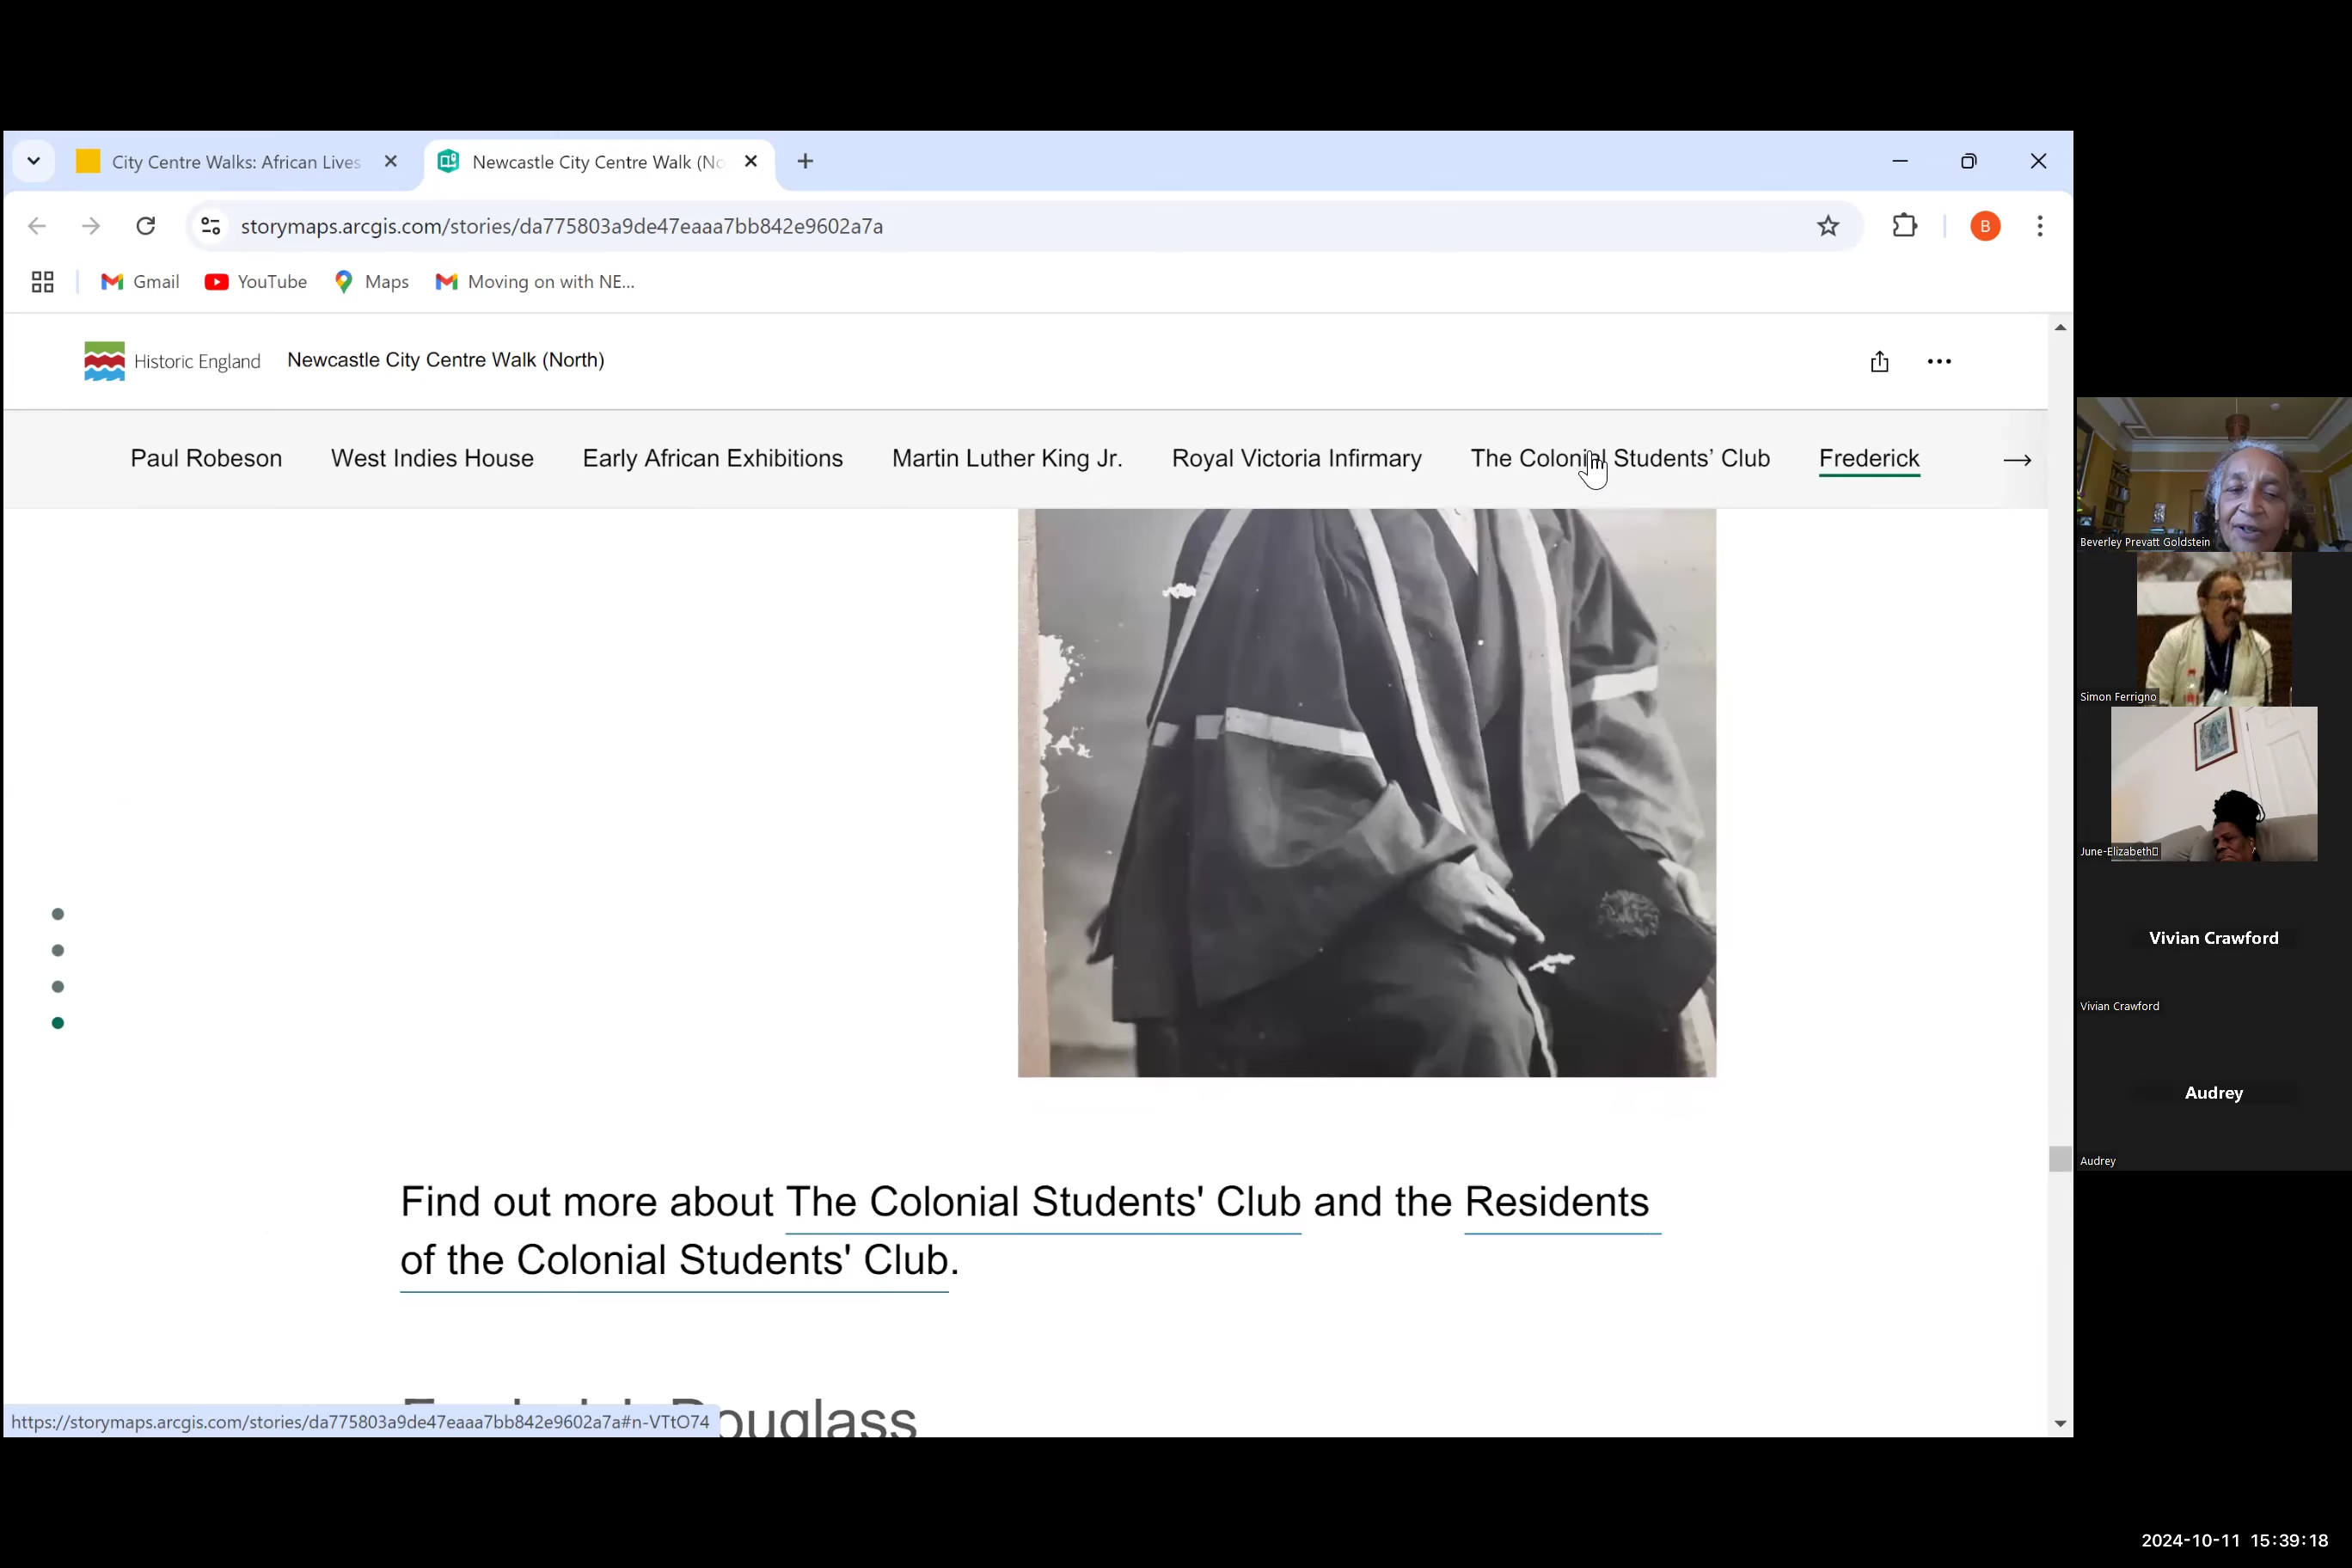 City Centre Walks: African Lives
Newcastle City Centre Walk (No
storymaps.arcgis.com/stories/da775803a9de47eaaa7bb842e9602a7a
B
Gmail
YouTube
Maps
Moving on with NE...
Historic England
Newcastle City Centre Walk (North)
Paul Robeson
West Indies House
Early African Exhibitions
Martin Luther King Jr.
Royal Victoria Infirmary
The Colonial Students’ Club
Frederick
Find out more about The Colonial Students' Club and the Residents
of the Colonial Students' Club.
Frederick Douglass
https://storymaps.arcgis.com/stories/da775803a9de47eaaa7bb842e9602a7a#n-VTtO74
Beverley Prevatt Goldstein
Simon Ferrigno
June-Elizabeth
Vivian Crawford
Vivian Crawford
Audrey
Audrey
2024-10-11 15:39:18